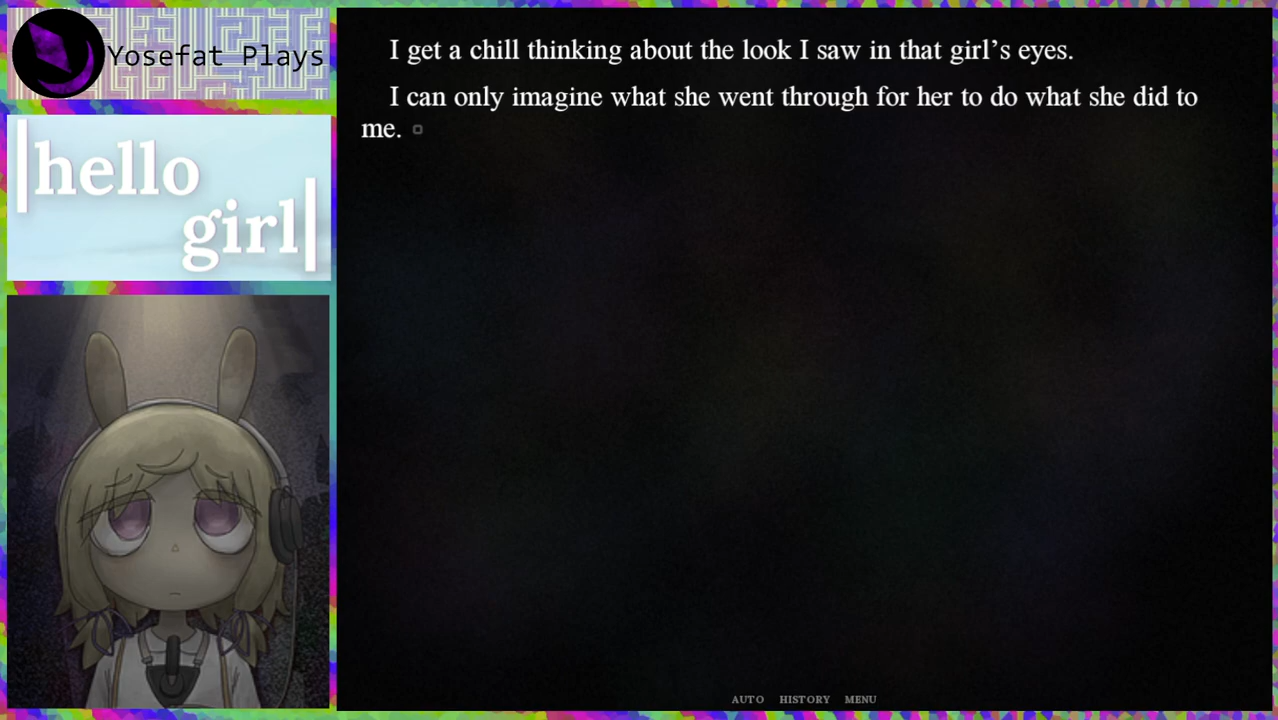 Yosefat Plays
|hello
girl|
I get a chill thinking about the look I saw in that girl’s eyes.
I can only imagine what she went through for her to do what she did to
me.
AUTO HISTORY MENU